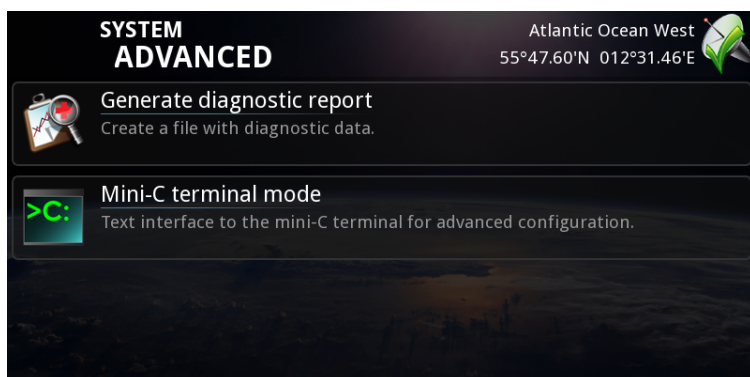 SYSTEM
ADVANCED
Atlantic Ocean West
55°47.60'N 012°31.46'E
Generate diagnostic report
Create a file with diagnostic data.
>C:
Mini-C terminal mode
Text interface to the mini-C terminal for advanced configuration.